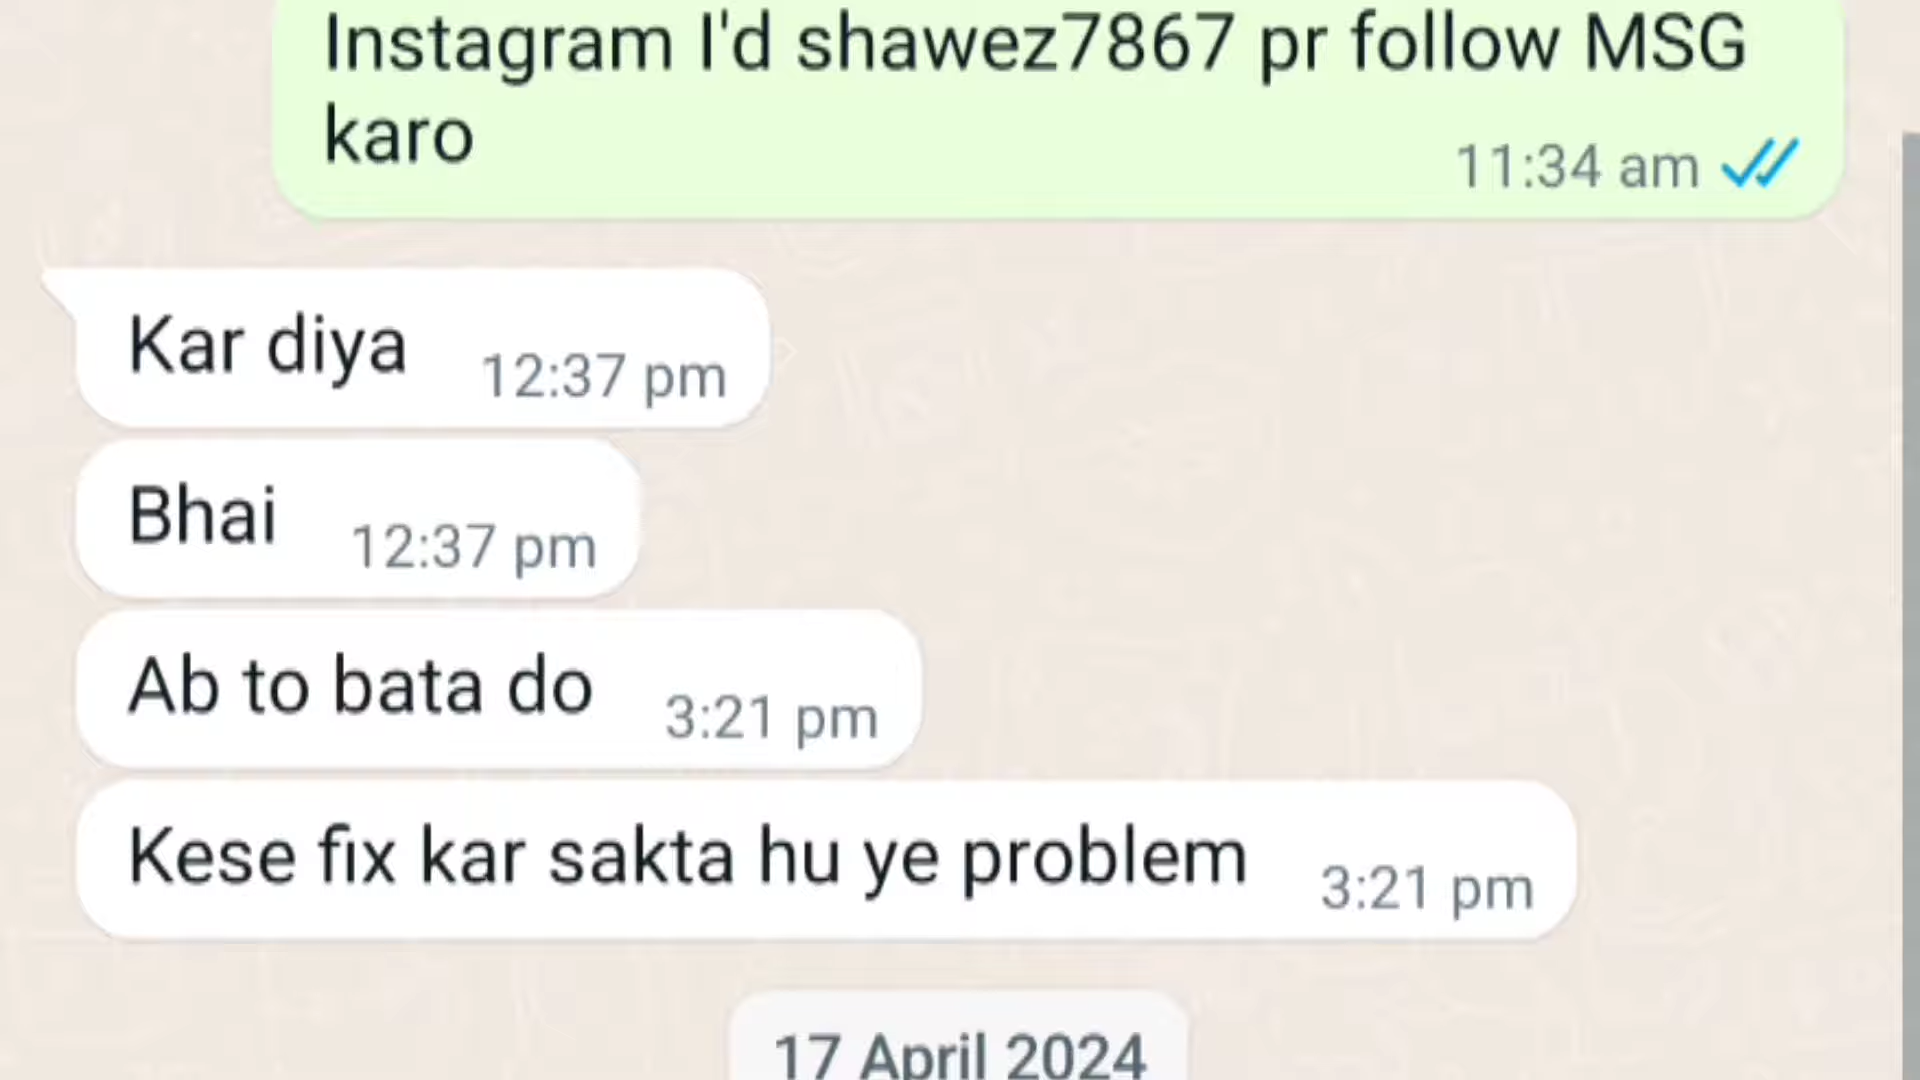 Instagram I'd shawez7867 pr follow MSG
karo
11:34 am
Kar diya 12:37 pm
Bhai 12:37 pm
Ab to bata do 3:21 pm
Kese fix kar sakta hu ye problem 3:21 pm
17 April 2024